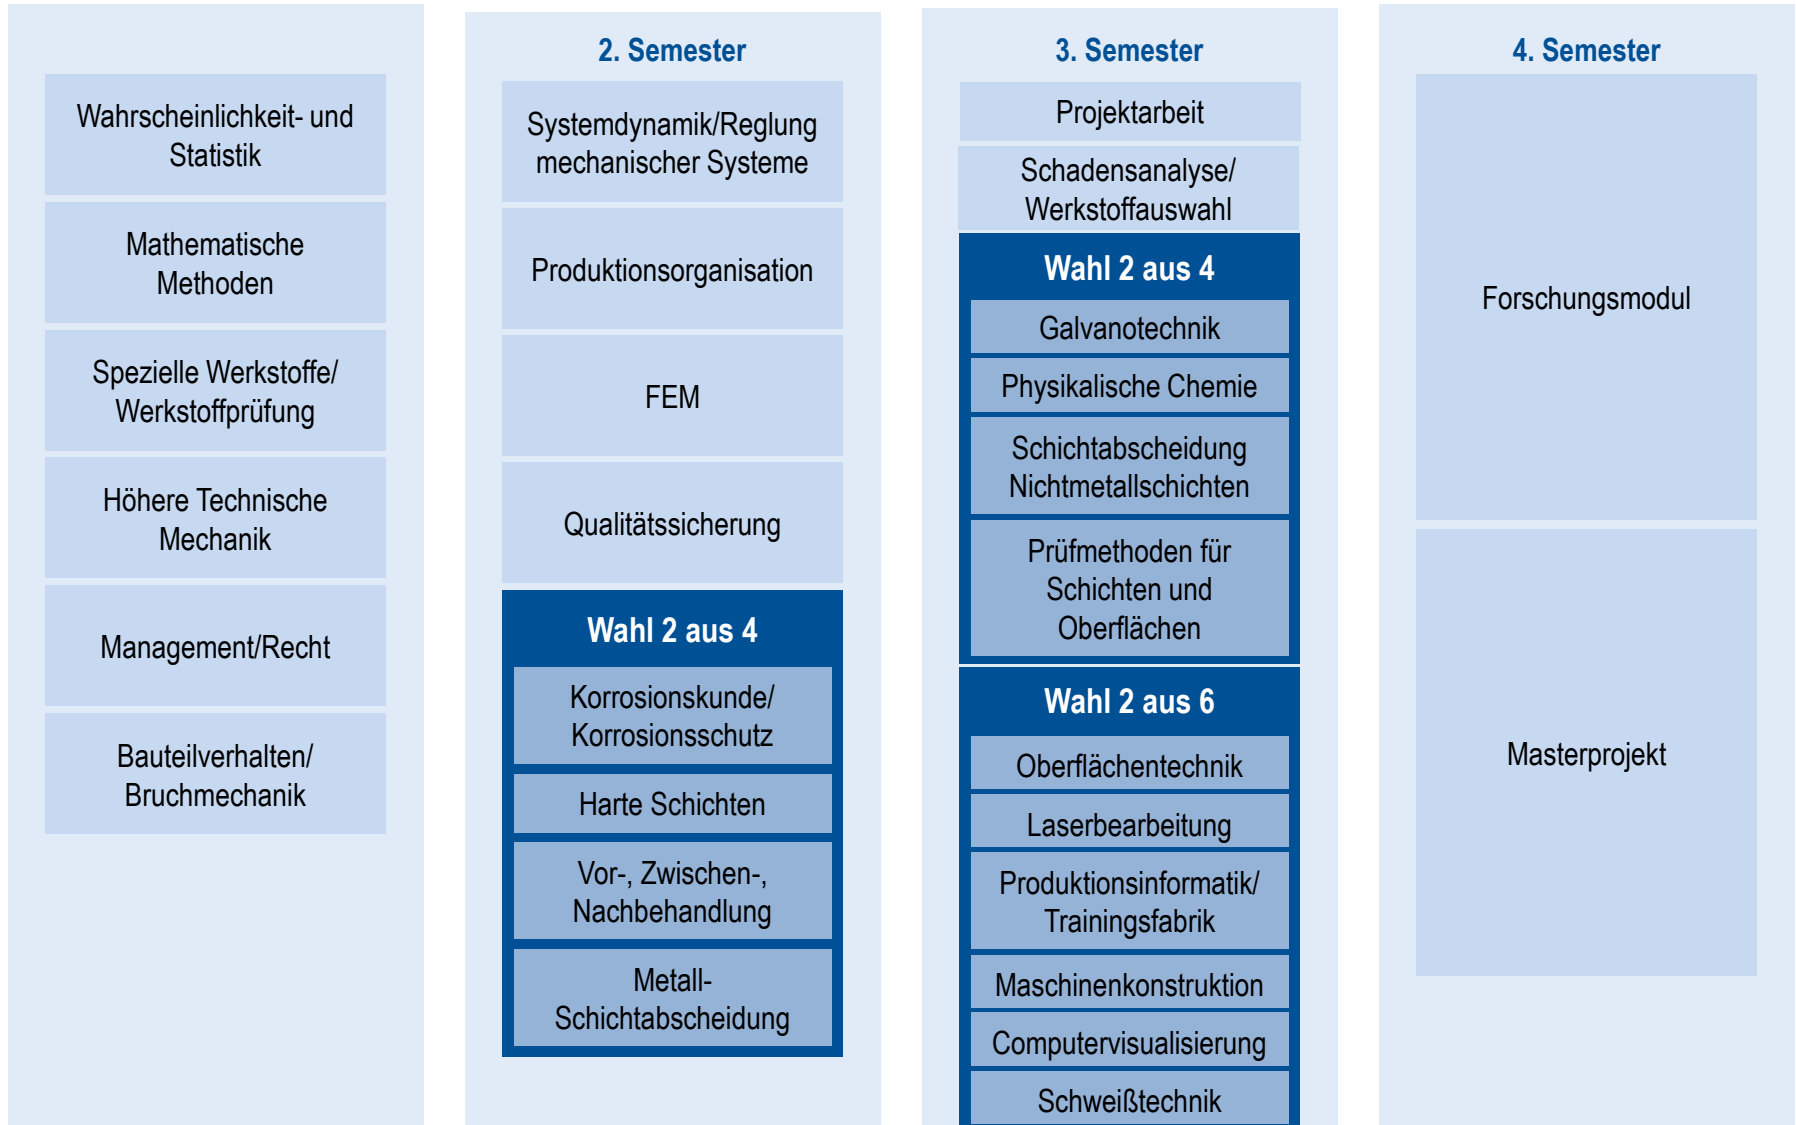 Wahrscheinlichkeit- und
Statistik
Mathematische
Methoden
Spezielle Werkstoffe/
Werkstoffprüfung
Höhere Technische
Mechanik
Management/Recht
Bauteilverhalten/
Bruchmechanik
2. Semester
Systemdynamik/Reglung
mechanischer Systeme
Produktionsorganisation
FEM
Qualitätssicherung
Wahl 2 aus 4
Korrosionskunde/
Korrosionsschutz
Harte Schichten
Vor-, Zwischen-,
Nachbehandlung
Metall-
Schichtabscheidung
3. Semester
Projektarbeit
Schadensanalyse/
Werkstoffauswahl
Wahl 2 aus 4
Galvanotechnik
Physikalische Chemie
Schichtabscheidung
Nichtmetallschichten
Prüfmethoden für
Schichten und
Oberflächen
Wahl 2 aus 6
Oberflächentechnik
Laserbearbeitung
Produktionsinformatik/
Trainingsfabrik
Maschinenkonstruktion
Computervisualisierung
Schweißtechnik
4. Semester
Forschungsmodul
Masterprojekt